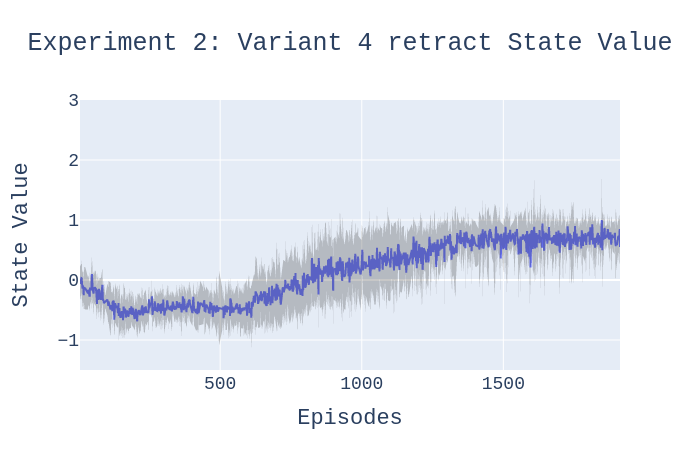 Experiment 2: Variant 4 retract State Value
3
2
1
0
−1
State Value
500
1000
1500
Episodes